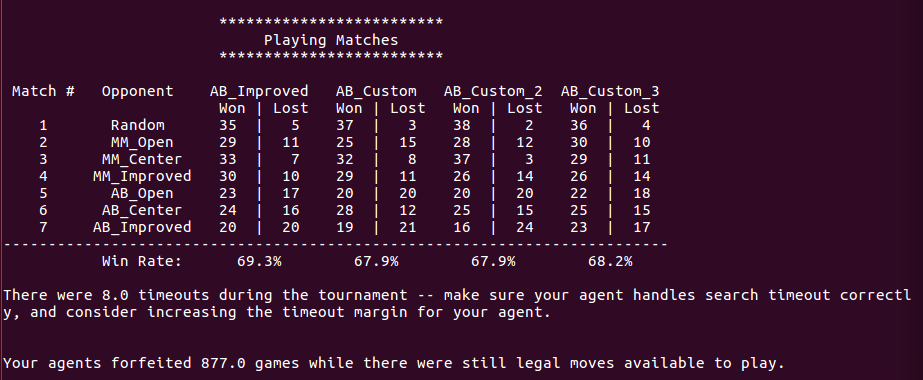 *************************
Playing Matches
*************************
Match # Opponent AB_Improved AB_Custom AB_Custom_2 AB_Custom_3
Won | Lost Won | Lost Won | Lost Won | Lost
1 Random 35 | 5 37 | 3 38 | 2 36 | 4
2 MM_Open 29 | 11 25 | 15 28 | 12 30 | 10
3 MM_Center 33 | 7 32 | 8 37 | 3 29 | 11
4 MM_Improved 30 | 10 29 | 11 26 | 14 26 | 14
5 AB_Open 23 | 17 20 | 20 20 | 20 22 | 18
6 AB_Center 24 | 16 28 | 12 25 | 15 25 | 15
7 AB_Improved 20 | 20 19 | 21 16 | 24 23 | 17
--------------------------------------------------------------------------
Win Rate: 69.3% 67.9% 67.9% 68.2%
There were 8.0 timeouts during the tournament -- make sure your agent handles search timeout correctl
y, and consider increasing the timeout margin for your agent.
Your agents forfeited 877.0 games while there were still legal moves available to play.